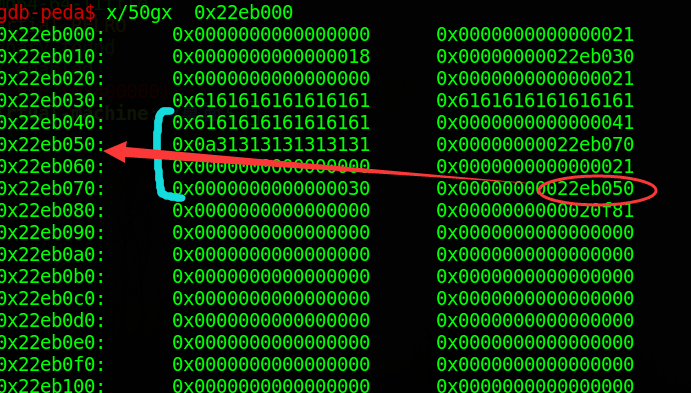 gdb-peda$ x/50gx 0x22eb000
0x22eb000: 0x0000000000000000 0x0000000000000021
0x22eb010: 0x0000000000000018 0x00000000022eb030
0x22eb020: 0x0000000000000000 0x0000000000000021
0x22eb030: 0x6161616161616161 0x6161616161616161
0x22eb040: 0x6161616161616161 0x0000000000000041
0x22eb050: 0x0a31313131313131 0x00000000022eb070
0x22eb060: 0x0000000000000000 0x0000000000000021
0x22eb070: 0x0000000000000030 0x00000000022eb050
0x22eb080: 0x0000000000000000 0x0000000000020f81
0x22eb090: 0x0000000000000000 0x0000000000000000
0x22eb0a0: 0x0000000000000000 0x0000000000000000
0x22eb0b0: 0x0000000000000000 0x0000000000000000
0x22eb0c0: 0x0000000000000000 0x0000000000000000
0x22eb0d0: 0x0000000000000000 0x0000000000000000
0x22eb0e0: 0x0000000000000000 0x0000000000000000
0x22eb0f0: 0x0000000000000000 0x0000000000000000
0x22eb100: 0x0000000000000000 0x0000000000000000